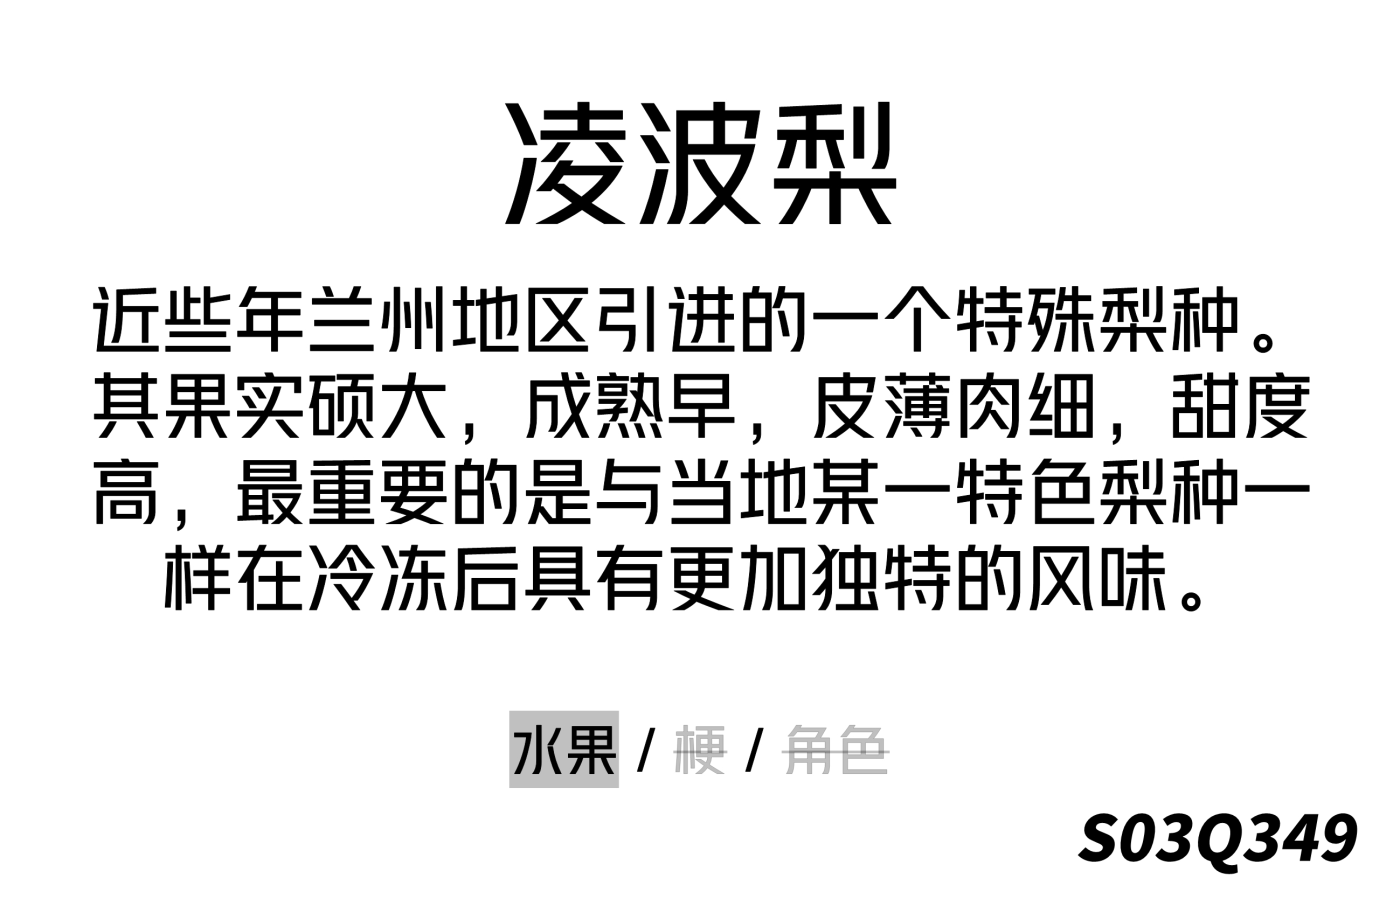 凌波梨
近些年兰州地区引进的一个特殊梨种。
其果实硕大，成熟早，皮薄肉细，甜度
高，最重要的是与当地某一特色梨种一
样在冷冻后具有更加独特的风味。
水果 / 梗 / 角色
S03Q349